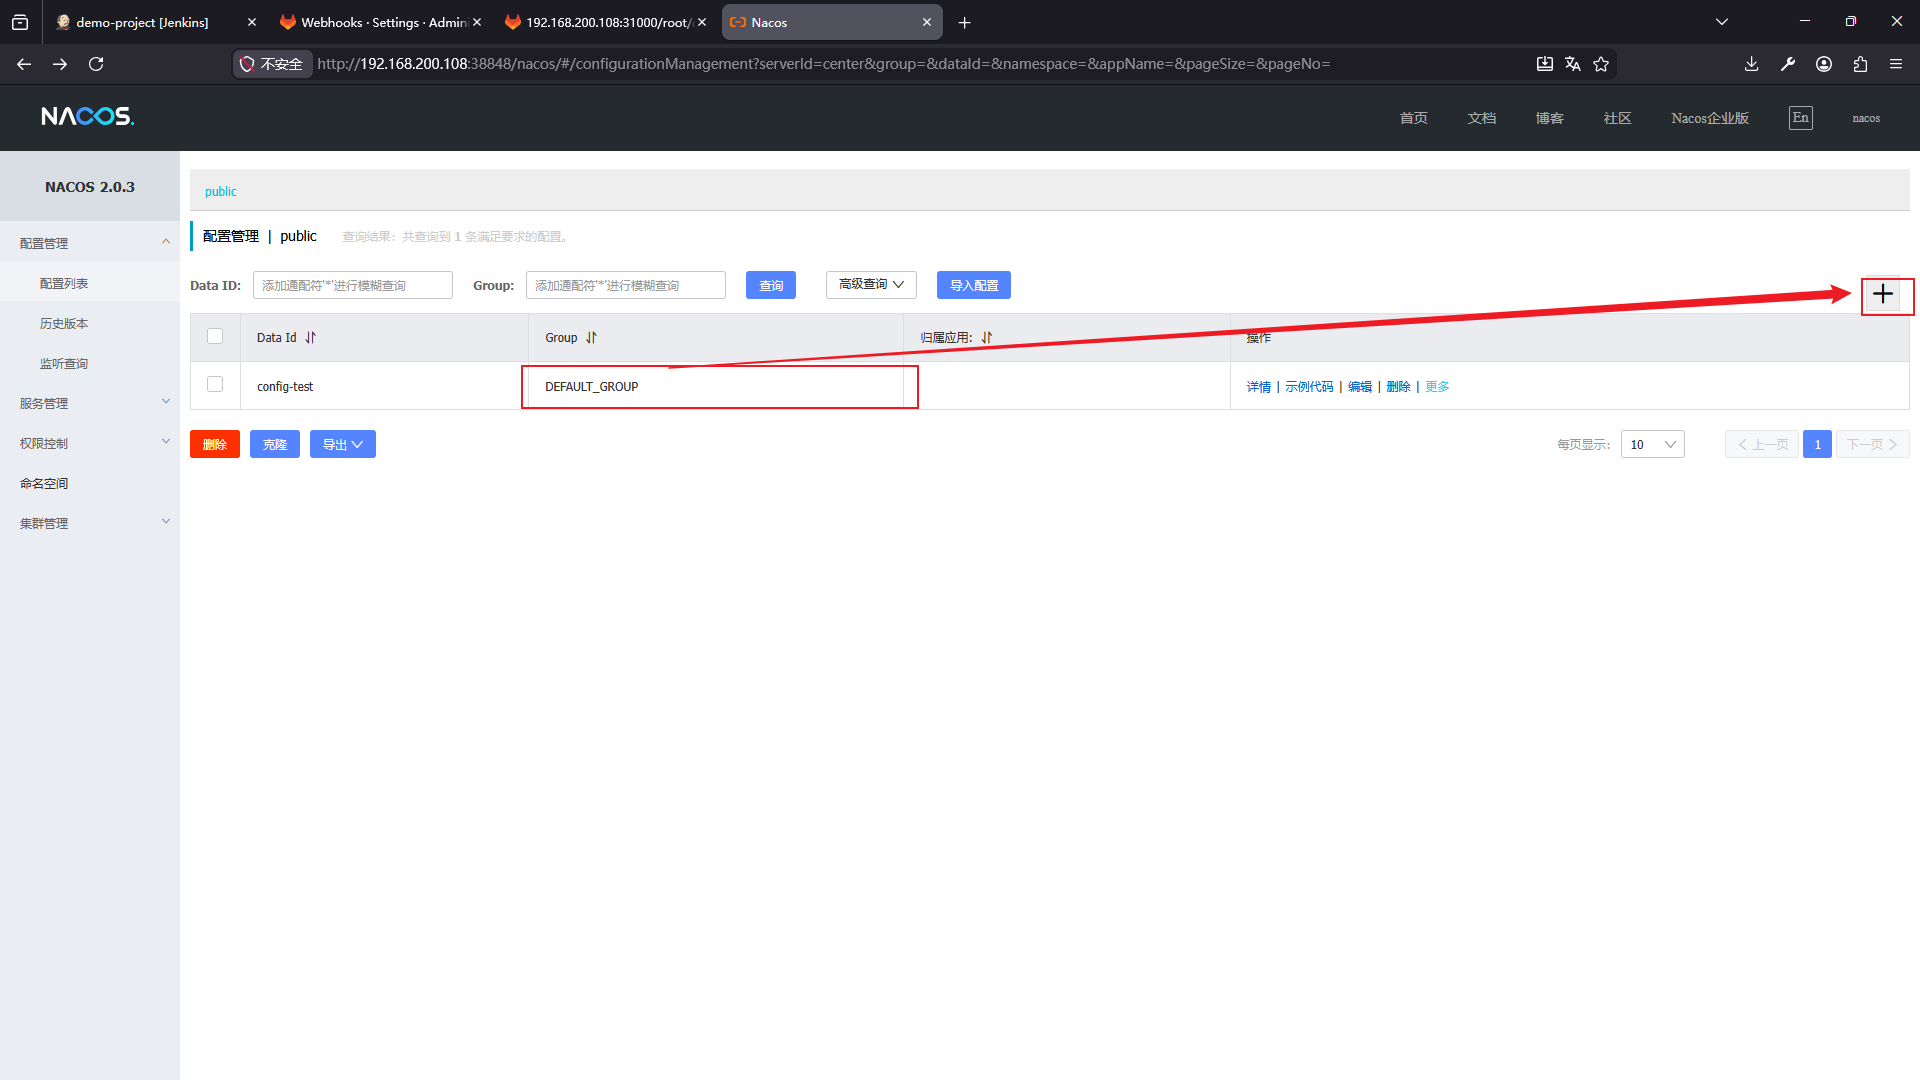 demo-project [Jenkins]
Webhooks · Settings · Admin
192.168.200.108:31000/root/
Nacos
不安全
http://192.168.200.108:38848/nacos/#/configurationManagement?serverId=center&group=&dataId=&namespace=&appName=&pageSize=&pageNo=
NACOS.
首页
文档
博客
社区
Nacos企业版
En
nacos
NACOS 2.0.3
配置管理
配置列表
历史版本
监听查询
服务管理
权限控制
命名空间
集群管理
public
配置管理 | public 查询结果：共查询到 1 条满足要求的配置。
Data ID: 添加通配符'*'进行模糊查询 Group: 添加通配符'*'进行模糊查询 查询 高级查询 导入配置
Data Id Group 归属应用: 操作
config-test DEFAULT_GROUP 详情 | 示例代码 | 编辑 | 删除 | 更多
删除 克隆 导出 每页显示: 10 上一页 1 下一页